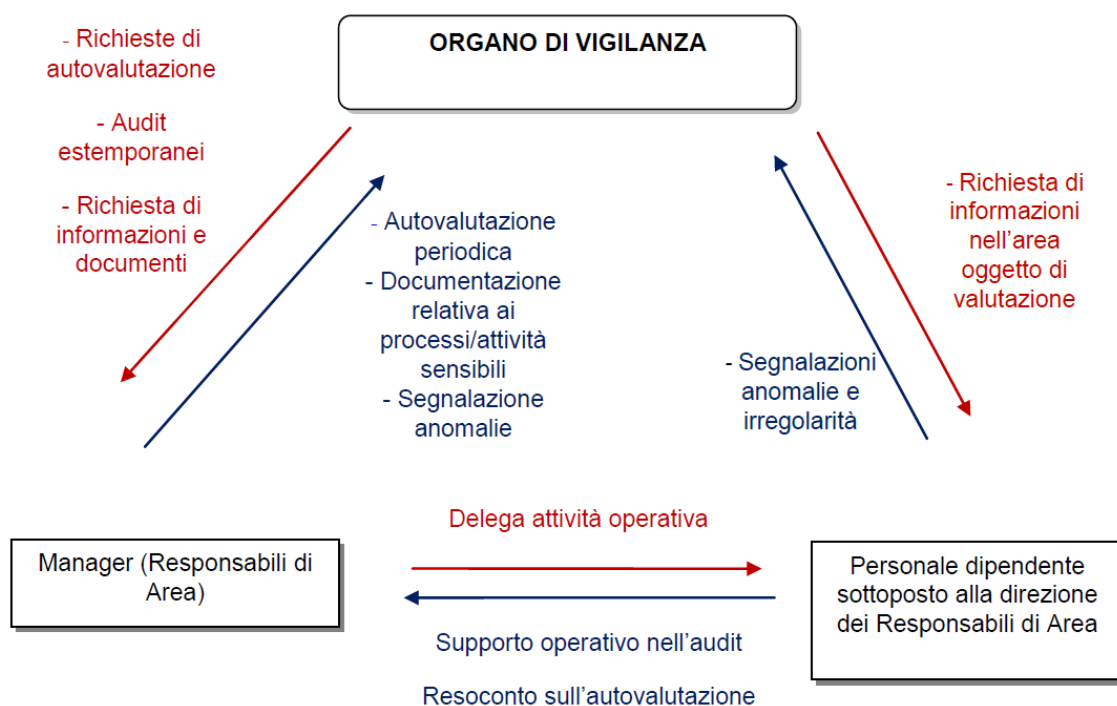 - Richieste di
autovalutazione
- Audit
estemporanei
- Richiesta di
informazioni e
documenti
ORGANO DI VIGILANZA
- Autovalutazione
periodica
- Documentazione
relativa ai
processi/attività
sensibili
- Segnalazione
anomalie
- Segnalazioni
anomalie e
irregolarità
- Richiesta di
informazioni
nell’area
oggetto di
valutazione
Manager (Responsabili di
Area)
Delega attività operativa
Supporto operativo nell’audit
Resoconto sull’autovalutazione
Personale dipendente
sottoposto alla direzione
dei Responsabili di Area